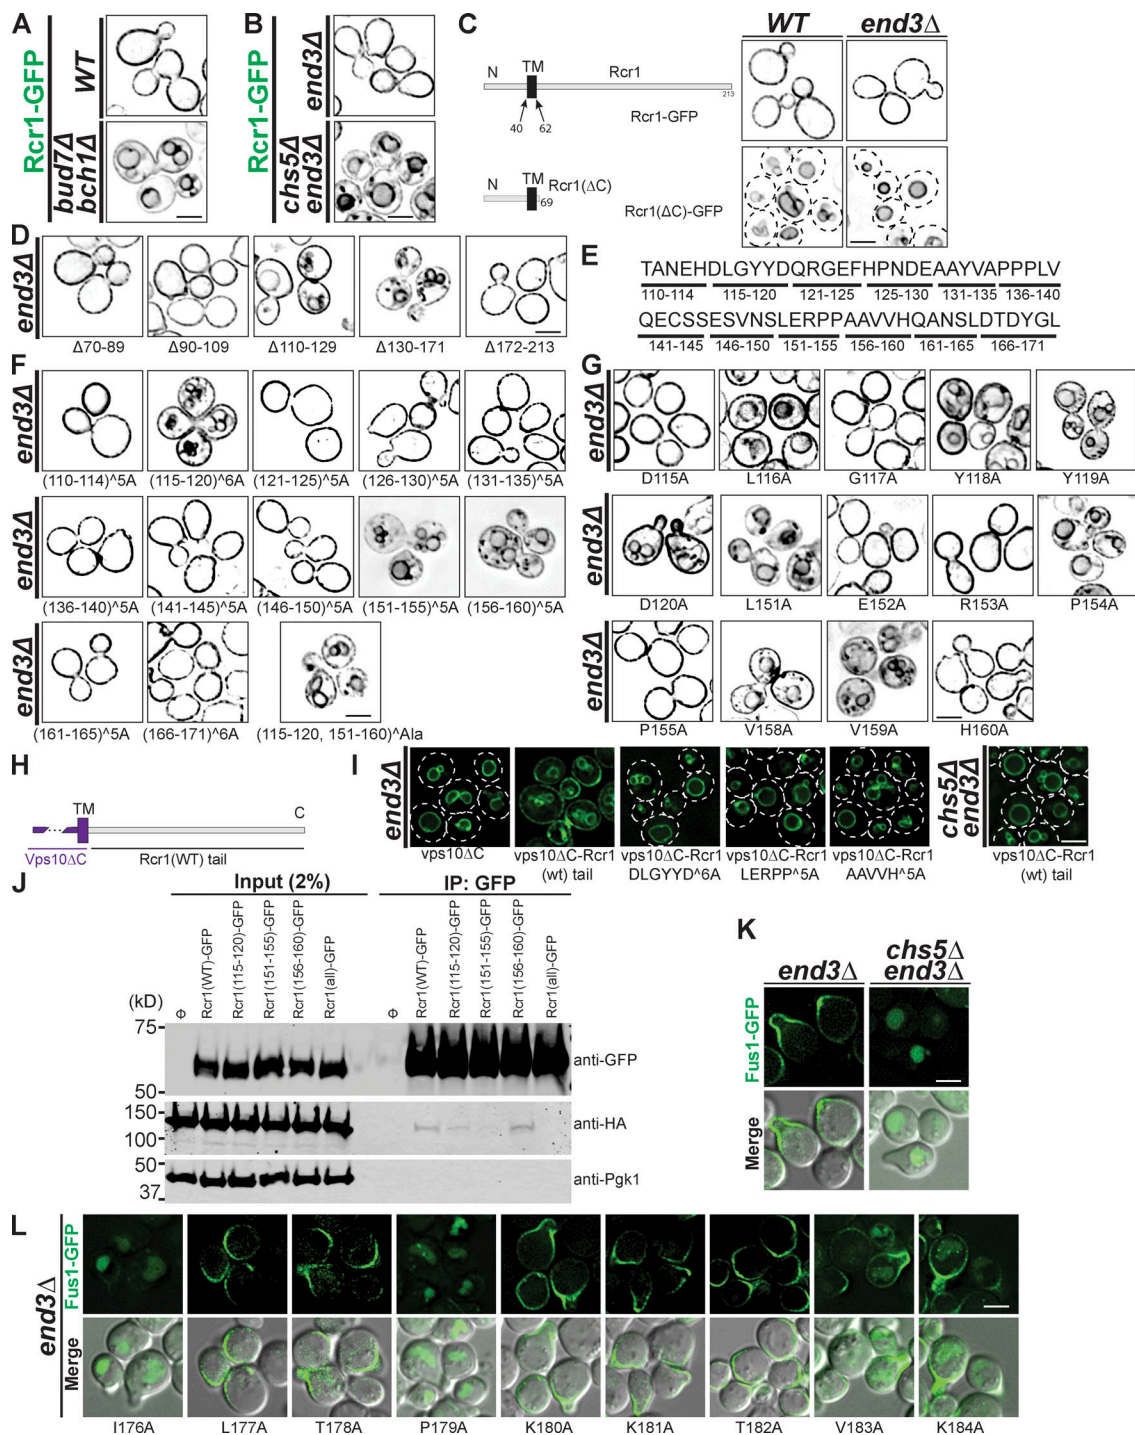 A
Rcr1-GFP
WT
bud7Δ bch1Δ
B
Rcr1-GFP
end3Δ
chs5Δ end3Δ
C
N TM Rcr1
213
40 62
Rcr1-GFP
N TM Rcr1(ΔC)
69
Rcr1(ΔC)-GFP
WT end3Δ
D
end3Δ
Δ70-89 Δ90-109 Δ110-129 Δ130-171 Δ172-213
E
TANEHDLGYYDQRGEFHPNDEAAYVAPPPLV
110-114 115-120 121-125 125-130 131-135 136-140
QECSSESVNSLERPPAAVVHQANSLDTDYGL
141-145 146-150 151-155 156-160 161-165 166-171
F
end3Δ
(110-114)^5A (115-120)^6A (121-125)^5A (126-130)^5A (131-135)^5A
end3Δ
(136-140)^5A (141-145)^5A (146-150)^5A (151-155)^5A (156-160)^5A
end3Δ
(161-165)^5A (166-171)^6A (115-120, 151-160)^Ala
G
end3Δ
D115A L116A G117A Y118A Y119A
end3Δ
D120A L151A E152A R153A P154A
end3Δ
P155A V158A V159A H160A
H
TM C
Vps10ΔC Rcr1(WT) tail
I
end3Δ
chs5Δ end3Δ
vps10ΔC vps10ΔC-Rcr1 vps10ΔC-Rcr1 vps10ΔC-Rcr1 vps10ΔC-Rcr1 vps10ΔC-Rcr1
(wt) tail DLGYYD^6A LERPP^5A AAVVH^5A (wt) tail
J
Input (2%) IP: GFP
Φ Rcr1(WT)-GFP Rcr1(115-120)-GFP Rcr1(151-155)-GFP Rcr1(156-160)-GFP Rcr1(all)-GFP
Φ Rcr1(WT)-GFP Rcr1(115-120)-GFP Rcr1(151-155)-GFP Rcr1(156-160)-GFP Rcr1(all)-GFP
(kD)
75
anti-GFP
50
150
anti-HA
100
50
anti-Pgk1
37
K
end3Δ chs5Δ end3Δ
Fus1-GFP
Merge
L
end3Δ
Fus1-GFP
Merge
I176A L177A T178A P179A K180A K181A T182A V183A K184A